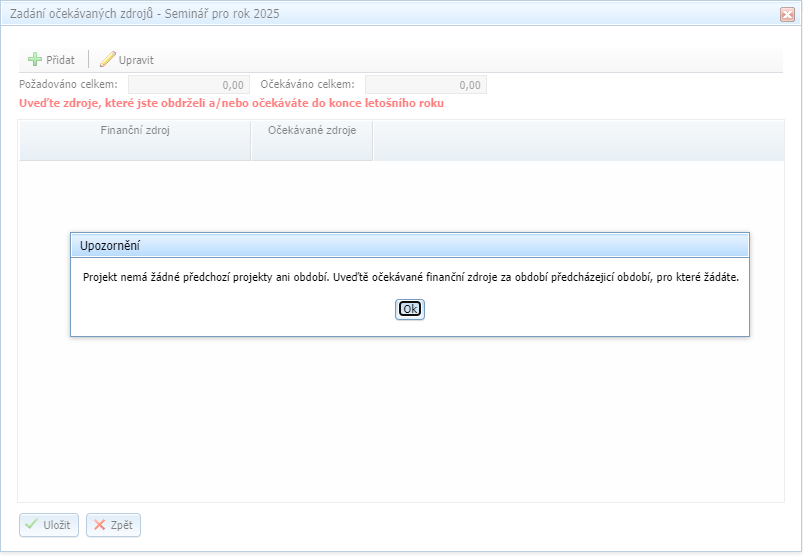 Zadání očekávaných zdrojů - Seminář pro rok 2025
Přidat Upravit
Požadováno celkem: 0,00 Očekáváno celkem: 0,00
Uveďte zdroje, které jste obdrželi a/nebo očekáváte do konce letošního roku
Finanční zdroj Očekávané zdroje
Upozornění
Projekt nemá žádné předchozí projekty ani období. Uveďtě očekávané finanční zdroje za období předcházejicí období, pro které žádáte.
Ok
Uložit Zpět